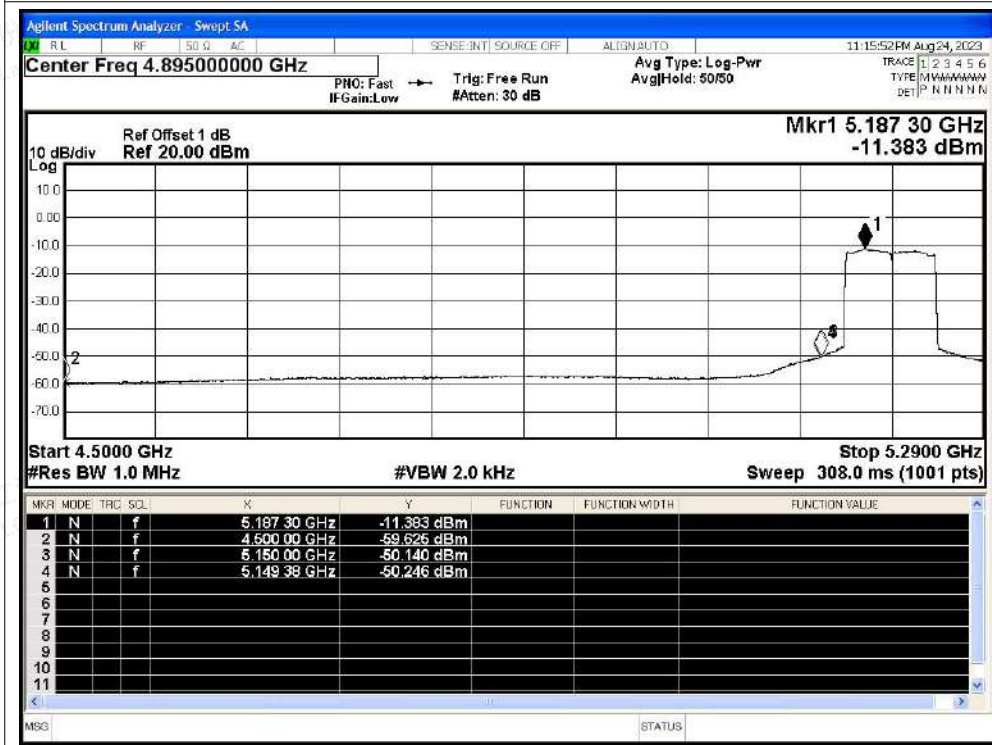 Agilent Spectrum Analyzer - Swept SA
LXI RL RF 50 Ω AC SENSE:INT SOURCE OFF ALIGN AUTO 11:15:52 PM Aug 24, 2023
Center Freq 4.895000000 GHz
PNO: Fast
IFGain:Low
Trig: Free Run
#Atten: 30 dB
Avg Type: Log-Pwr
Avg|Hold: 50/50
TRACE 1 2 3 4 5 6
TYPE M WWWWW
DET P N N N N N
Mkr1 5.187 30 GHz
-11.383 dBm
Ref Offset 1 dB
10 dB/div Ref 20.00 dBm
Log
10.0
0.00
-10.0
-20.0
-30.0
-40.0
-50.0
-60.0
-70.0
1
2
4
Start 4.5000 GHz Stop 5.2900 GHz
#Res BW 1.0 MHz #VBW 2.0 kHz Sweep 308.0 ms (1001 pts)
MKR MODE TRC SCL X Y FUNCTION FUNCTION WIDTH FUNCTION VALUE
1 N f 5.187 30 GHz -11.383 dBm
2 N f 4.500 00 GHz -59.625 dBm
3 N f 5.150 00 GHz -50.140 dBm
4 N f 5.149 38 GHz -50.246 dBm
5
6
7
8
9
10
11
MSG STATUS